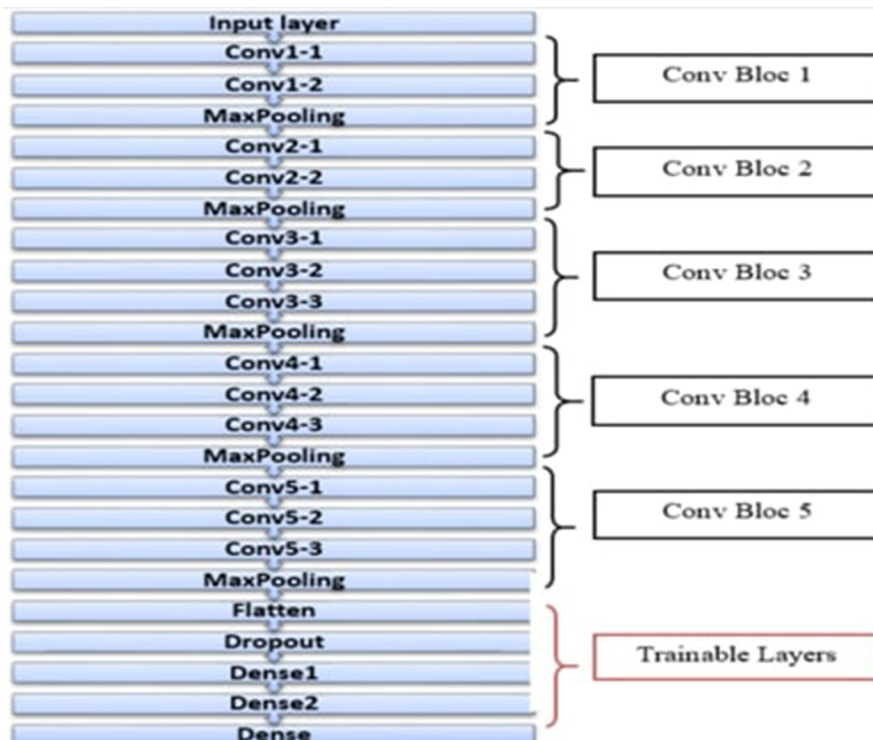 Input layer
Conv1-1
Conv1-2
MaxPooling
Conv2-1
Conv2-2
MaxPooling
Conv3-1
Conv3-2
Conv3-3
MaxPooling
Conv4-1
Conv4-2
Conv4-3
MaxPooling
Conv5-1
Conv5-2
Conv5-3
MaxPooling
Flatten
Dropout
Dense1
Dense2
Dense
Conv Bloc 1
Conv Bloc 2
Conv Bloc 3
Conv Bloc 4
Conv Bloc 5
Trainable Layers